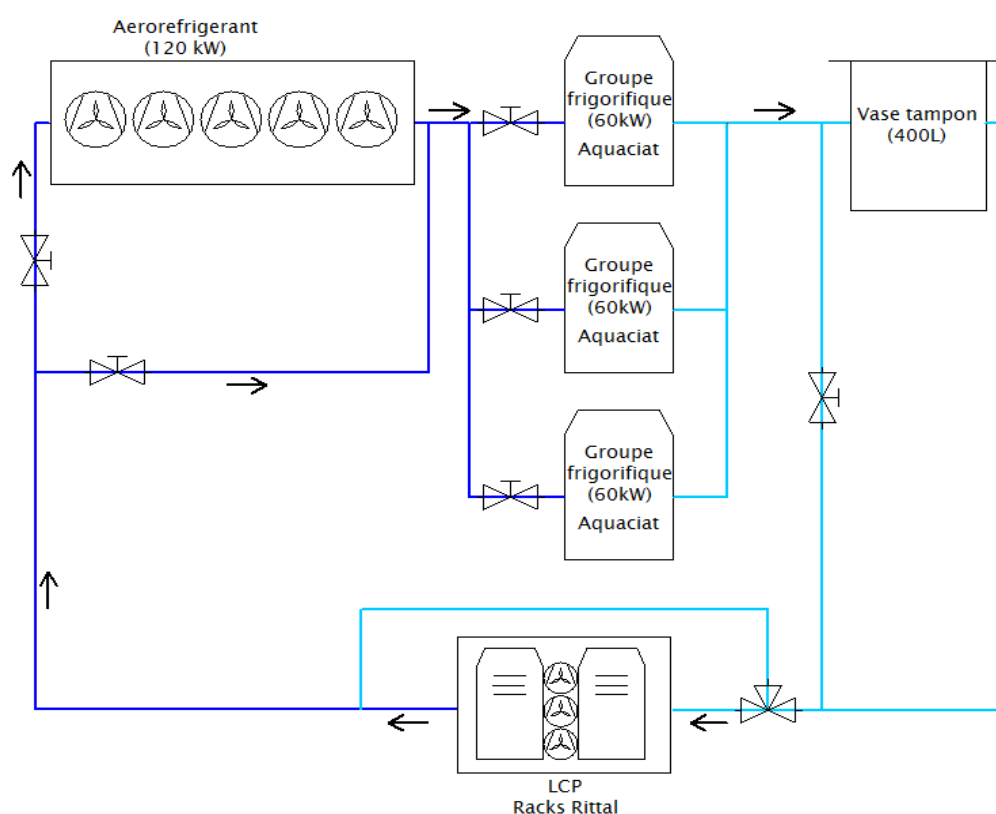 Aerorefrigerant
(120 kW)
Groupe
frigorifique
(60kW)
Aquaciat
Vase tampon
(400L)
Groupe
frigorifique
(60kW)
Aquaciat
Groupe
frigorifique
(60kW)
Aquaciat
LCP
Racks Rittal